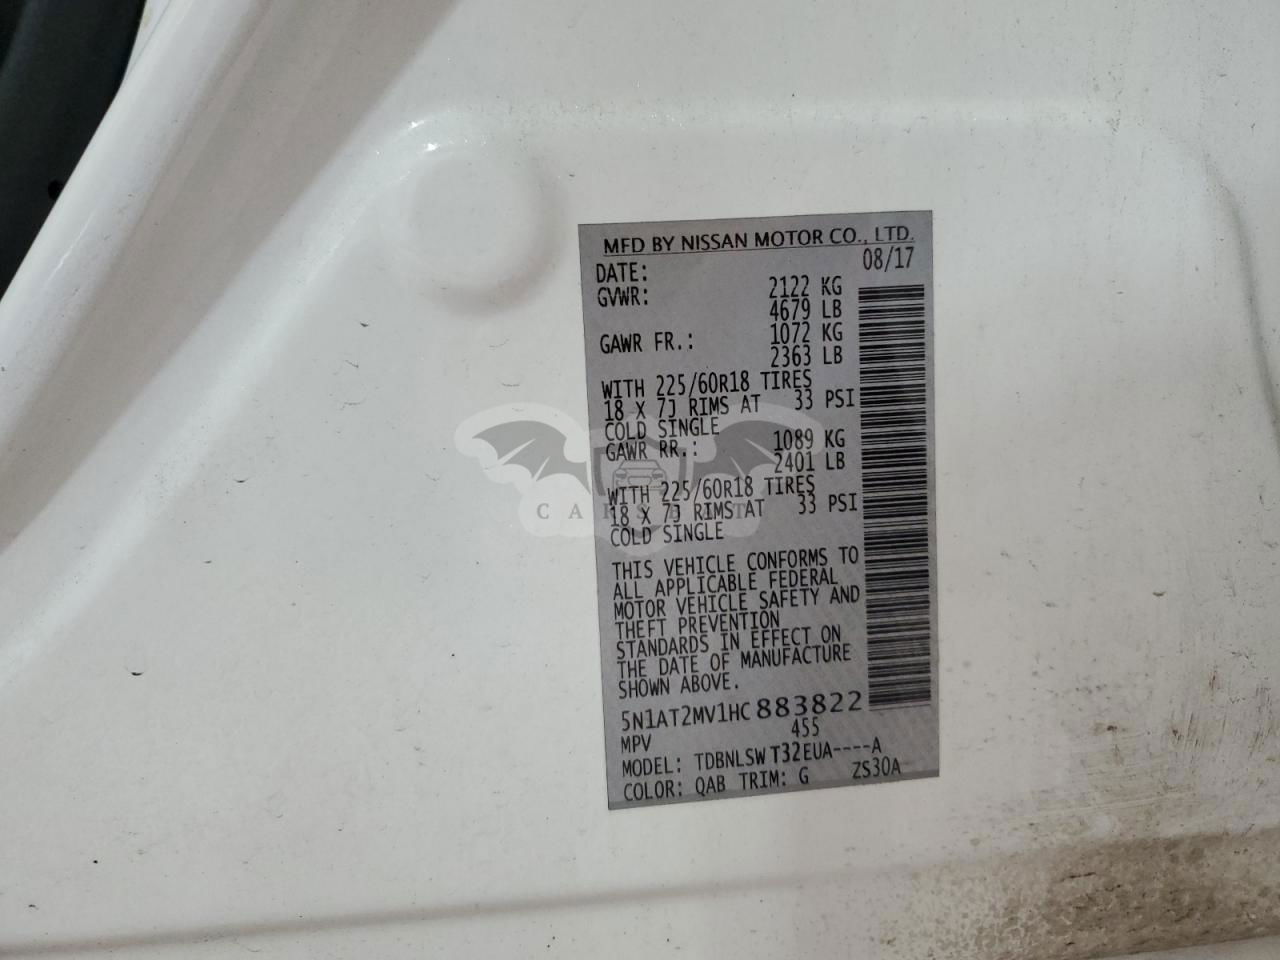 MFD BY NISSAN MOTOR CO., LTD.
DATE: 08/17
GVWR: 2122 KG
4679 LB
GAWR FR.: 1072 KG
2363 LB
WITH 225/60R18 TIRES
18 X 7J RIMS AT 33 PSI
COLD SINGLE
GAWR RR.: 1089 KG
2401 LB
WITH 225/60R18 TIRES
18 X 7J RIMS AT 33 PSI
COLD SINGLE
THIS VEHICLE CONFORMS TO
ALL APPLICABLE FEDERAL
MOTOR VEHICLE SAFETY AND
THEFT PREVENTION
STANDARDS IN EFFECT ON
THE DATE OF MANUFACTURE
SHOWN ABOVE.
5N1AT2MV1HC883822
MPV 455
MODEL: TDBNLSW T32EUA----A
COLOR: QAB TRIM: G ZS30A